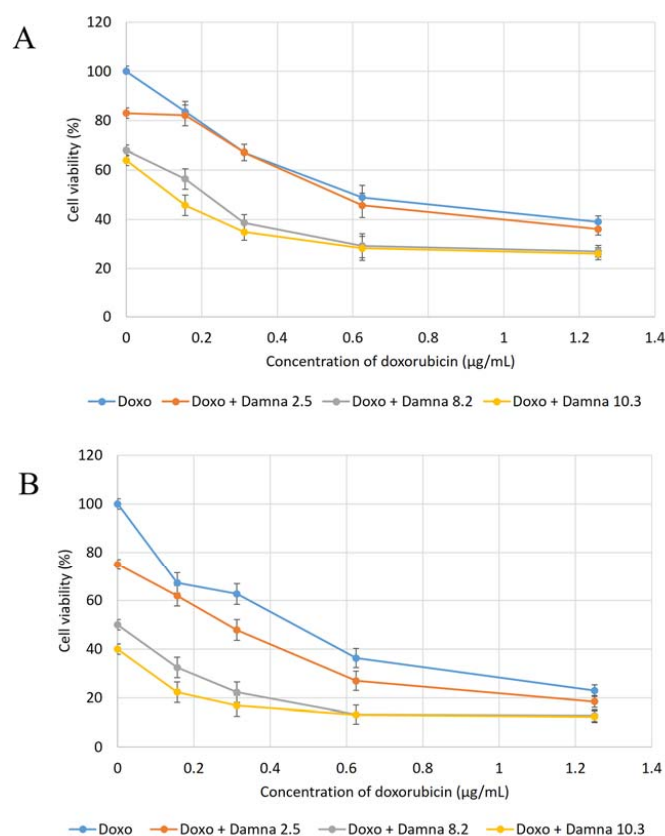 A
120
100
80
60
40
20
0
Cell viability (%)
0 0.2 0.4 0.6 0.8 1 1.2 1.4
Concentration of doxorubicin (µg/mL)
Doxo Doxo + Damna 2.5 Doxo + Damna 8.2 Doxo + Damna 10.3
B
120
100
80
60
40
20
0
Cell viability (%)
0 0.2 0.4 0.6 0.8 1 1.2 1.4
Concentration of doxorubicin (µg/mL)
Doxo Doxo + Damna 2.5 Doxo + Damna 8.2 Doxo + Damna 10.3